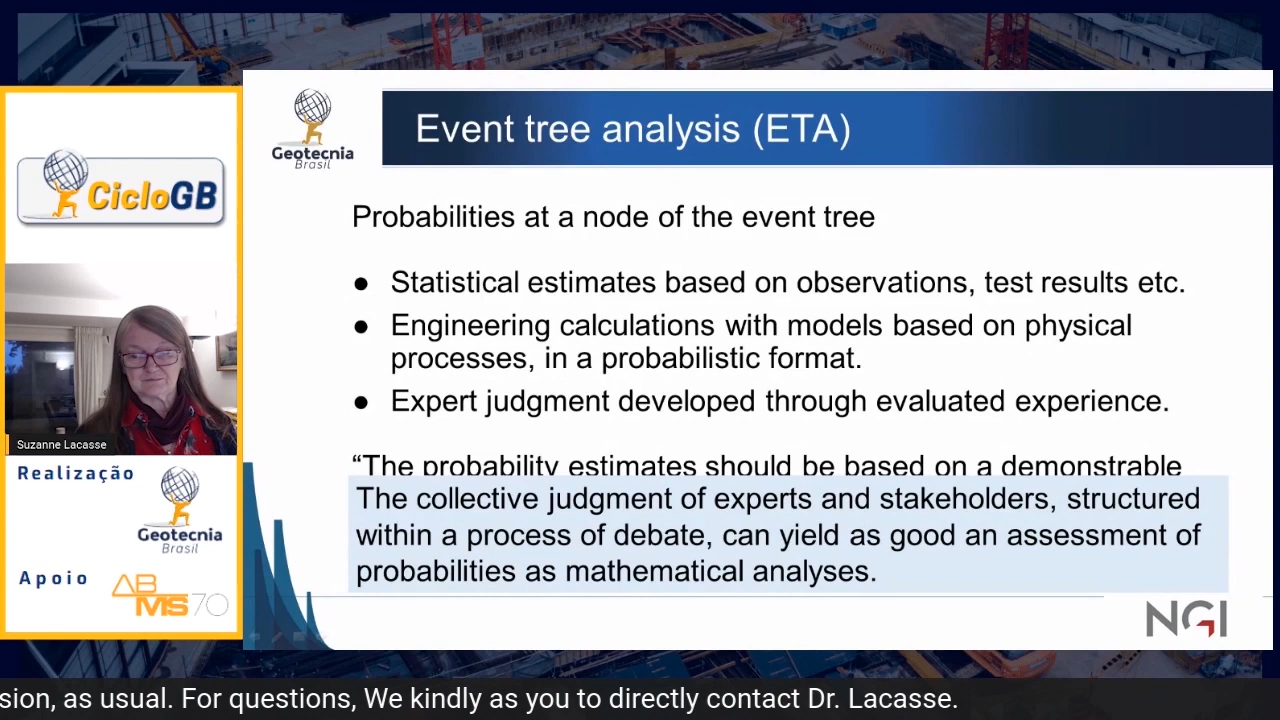 Event tree analysis (ETA)
Geotecnia
Brasil
CicloGB
Probabilities at a node of the event tree
● Statistical estimates based on observations, test results etc.
● Engineering calculations with models based on physical
processes, in a probabilistic format.
● Expert judgment developed through evaluated experience.
“The probability estimates should be based on a demonstrable
The collective judgment of experts and stakeholders, structured
within a process of debate, can yield as good an assessment of
probabilities as mathematical analyses.
Suzanne Lacasse
Realização
Geotecnia
Brasil
Apoio
ABMS70
NGI
sion, as usual. For questions, We kindly as you to directly contact Dr. Lacasse.